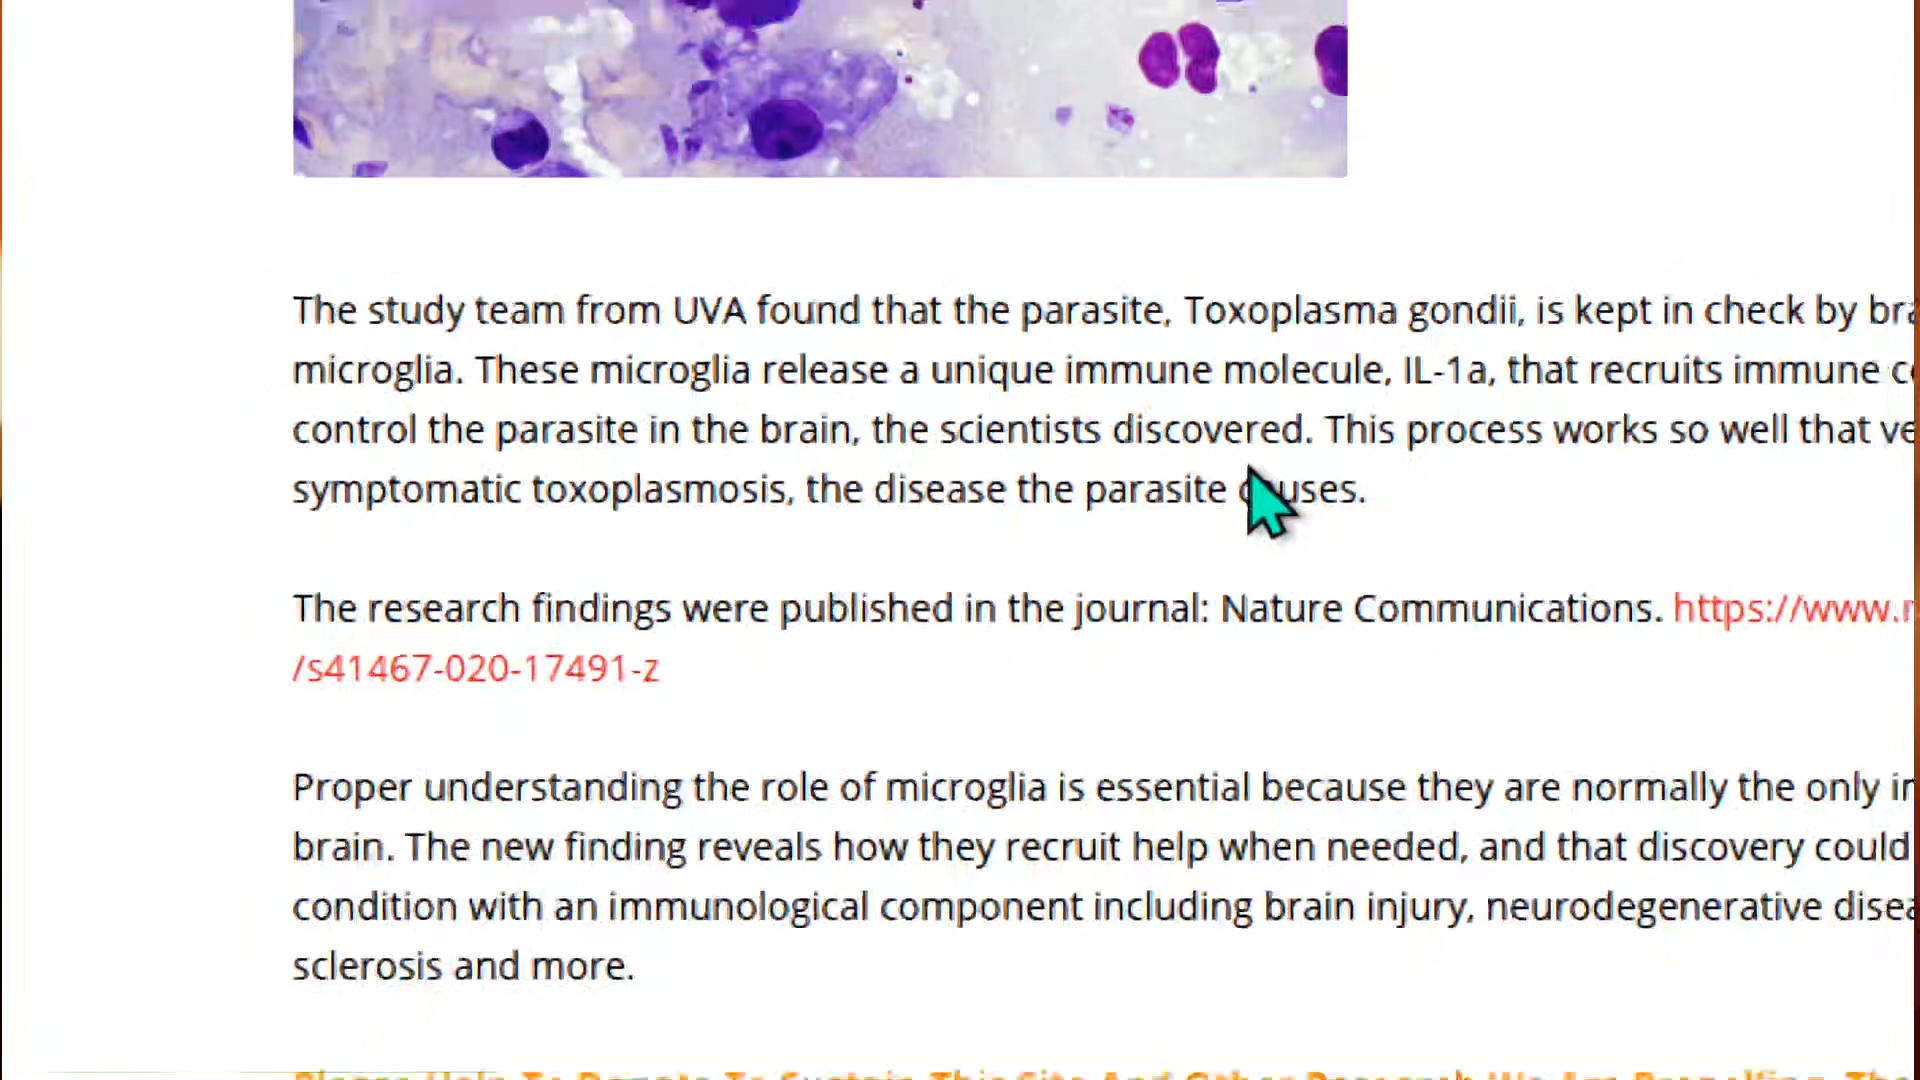 The study team from UVA found that the parasite, Toxoplasma gondii, is kept in check by
microglia. These microglia release a unique immune molecule, IL-1a, that recruits immune
control the parasite in the brain, the scientists discovered. This process works so well that
symptomatic toxoplasmosis, the disease the parasite causes.
The research findings were published in the journal: Nature Communications. https://www.
/s41467-020-17491-z
Proper understanding the role of microglia is essential because they are normally the only
brain. The new finding reveals how they recruit help when needed, and that discovery could
condition with an immunological component including brain injury, neurodegenerative
sclerosis and more.